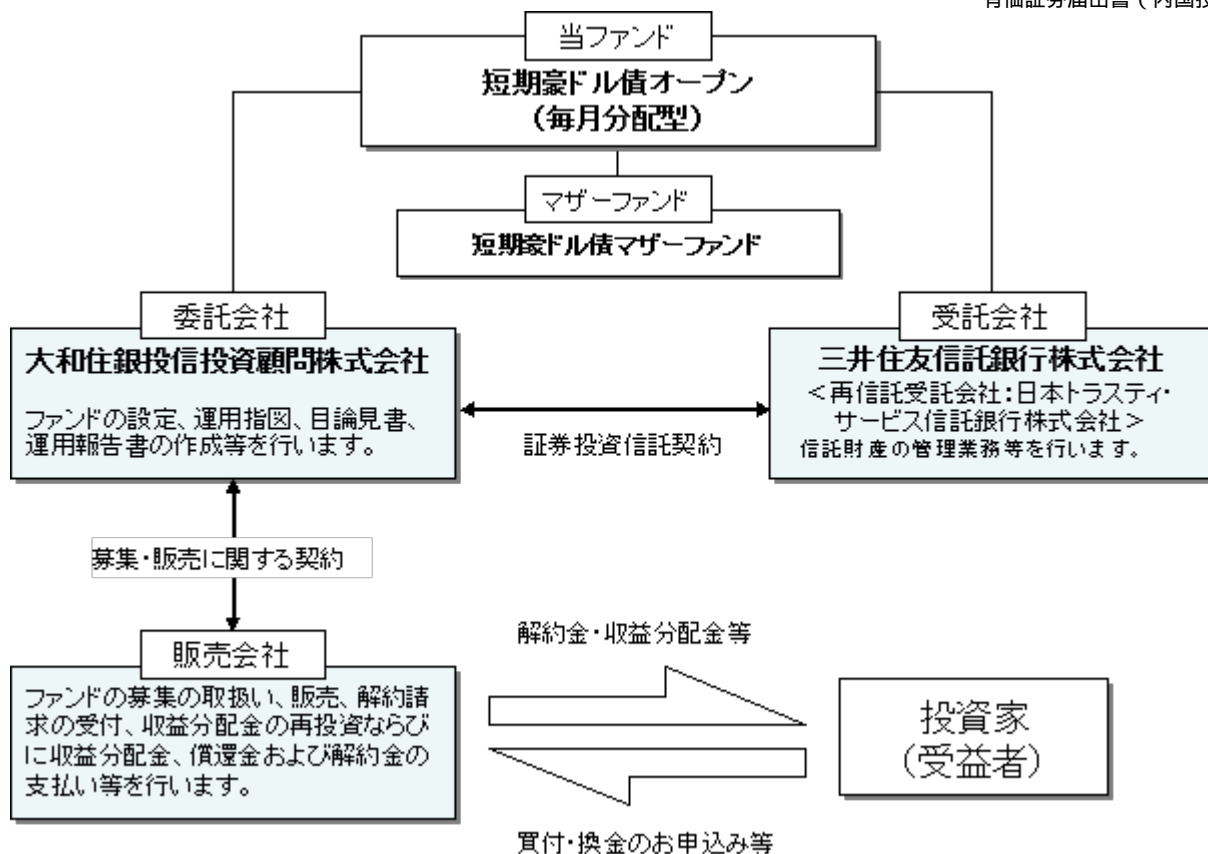 有価証券届出書（内国投
当ファンド
短期豪ドル債オープン
（毎月分配型）
マザーファンド
短期豪ドル債マザーファンド
委託会社
大和住銀投信投資顧問株式会社
ファンドの設定、運用指図、目論見書、
運用報告書の作成等を行います。
証券投資信託契約
受託会社
三井住友信託銀行株式会社
＜再信託受託会社：日本トラスティ・
サービス信託銀行株式会社＞
信託財産の管理業務等を行います。
募集・販売に関する契約
販売会社
ファンドの募集の取扱い、販売、解約請
求の受付、収益分配金の再投資ならび
に収益分配金、償還金および解約金の
支払い等を行います。
解約金・収益分配金等
投資家
（受益者）
買付・換金のお申込み等